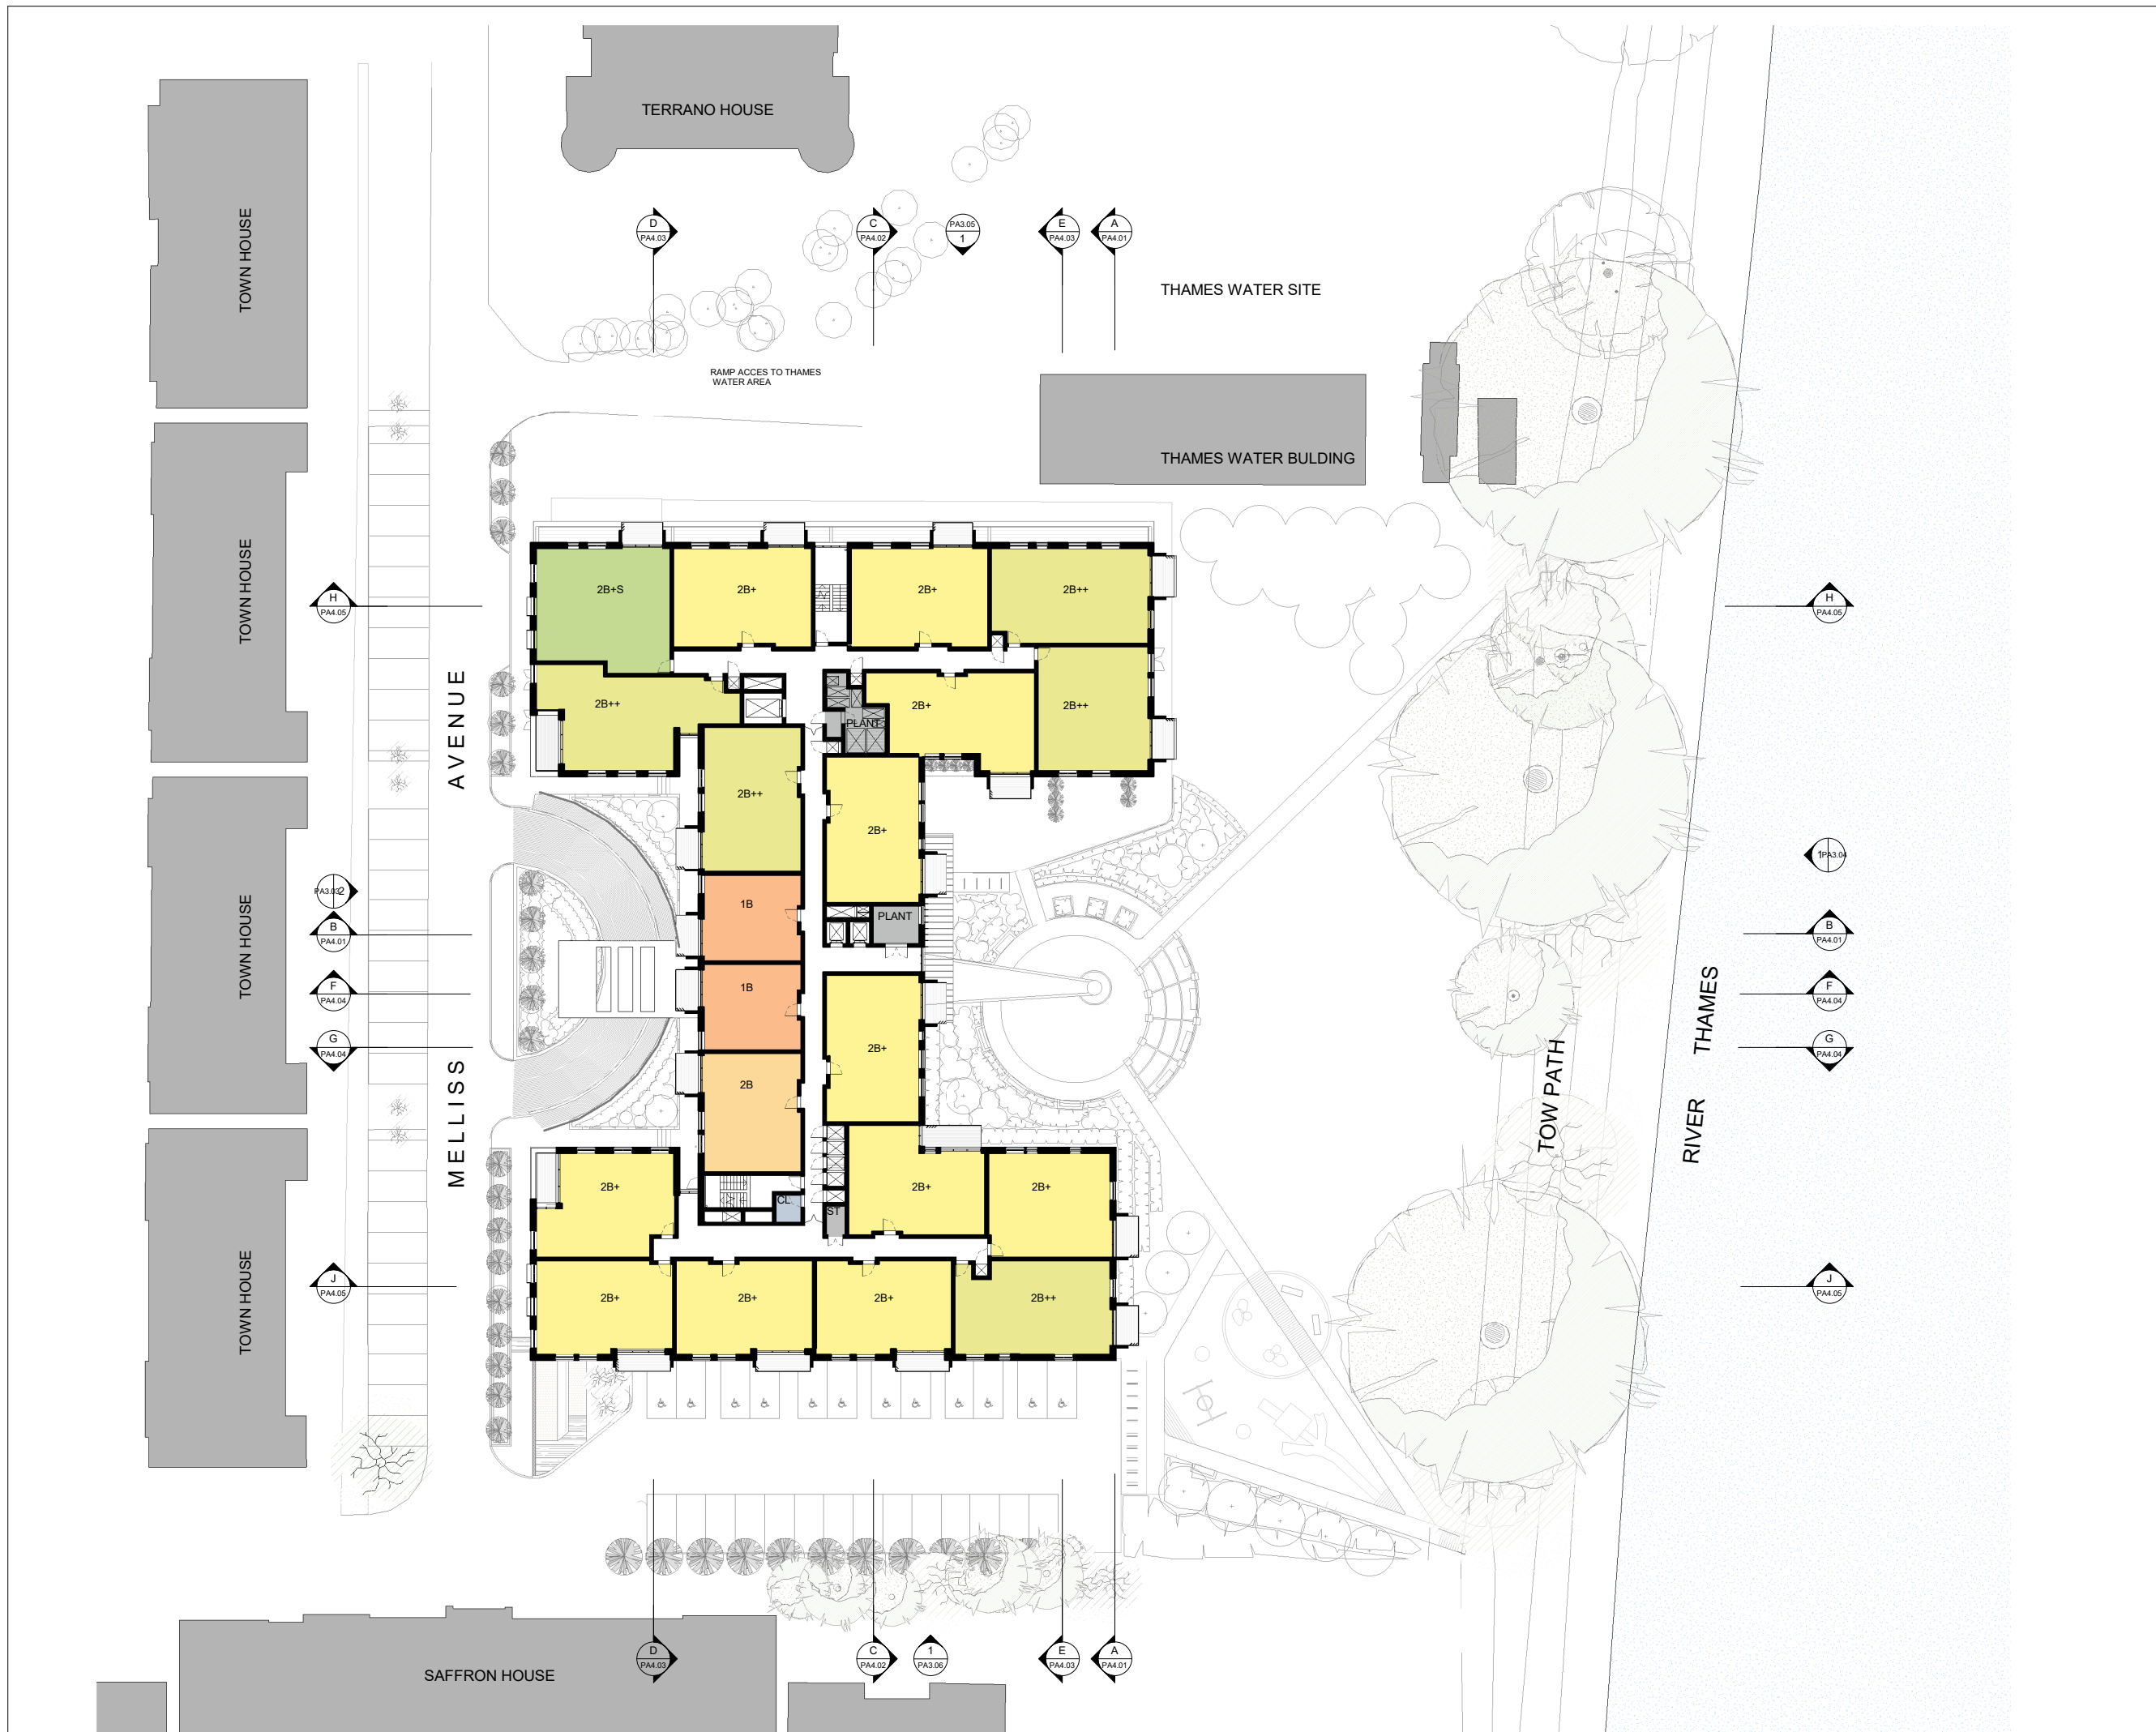 TERRANO HOUSE
TOWN HOUSE
D
PA4.03
C
PA4.02
PA3.05
1
E
PA4.03
A
PA4.01
THAMES WATER SITE
RAMP ACCES TO THAMES
WATER AREA
TOWN HOUSE
THAMES WATER BULDING
H
PA4.05
2B+S
2B+
2B+
2B++
H
PA4.05
AVENUE
2B++
PLANT
2B+
2B++
2B++
2B+
TOWN HOUSE
PA3.03
2
1
PA3.04
B
PA4.01
1B
PLANT
B
PA4.01
F
PA4.04
1B
F
PA4.04
G
PA4.04
2B
2B+
G
PA4.04
MELLISS
TOW PATH
RIVER THAMES
2B+
CL
ST
2B+
2B+
TOWN HOUSE
J
PA4.05
2B+
2B+
2B+
2B++
J
PA4.05
D
PA4.03
C
PA4.02
1
PA3.06
E
PA4.03
A
PA4.01
SAFFRON HOUSE